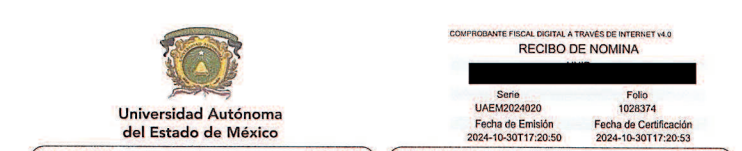 COMPROBANTE FISCAL DIGITAL A TRAVÉS DE INTERNET v4.0
RECIBO DE NOMINA
Serie Folio
UAEM2024020 1028374
Fecha de Emisión Fecha de Certificación
2024-10-30T17:20:50 2024-10-30T17:20:53
Universidad Autónoma
del Estado de México